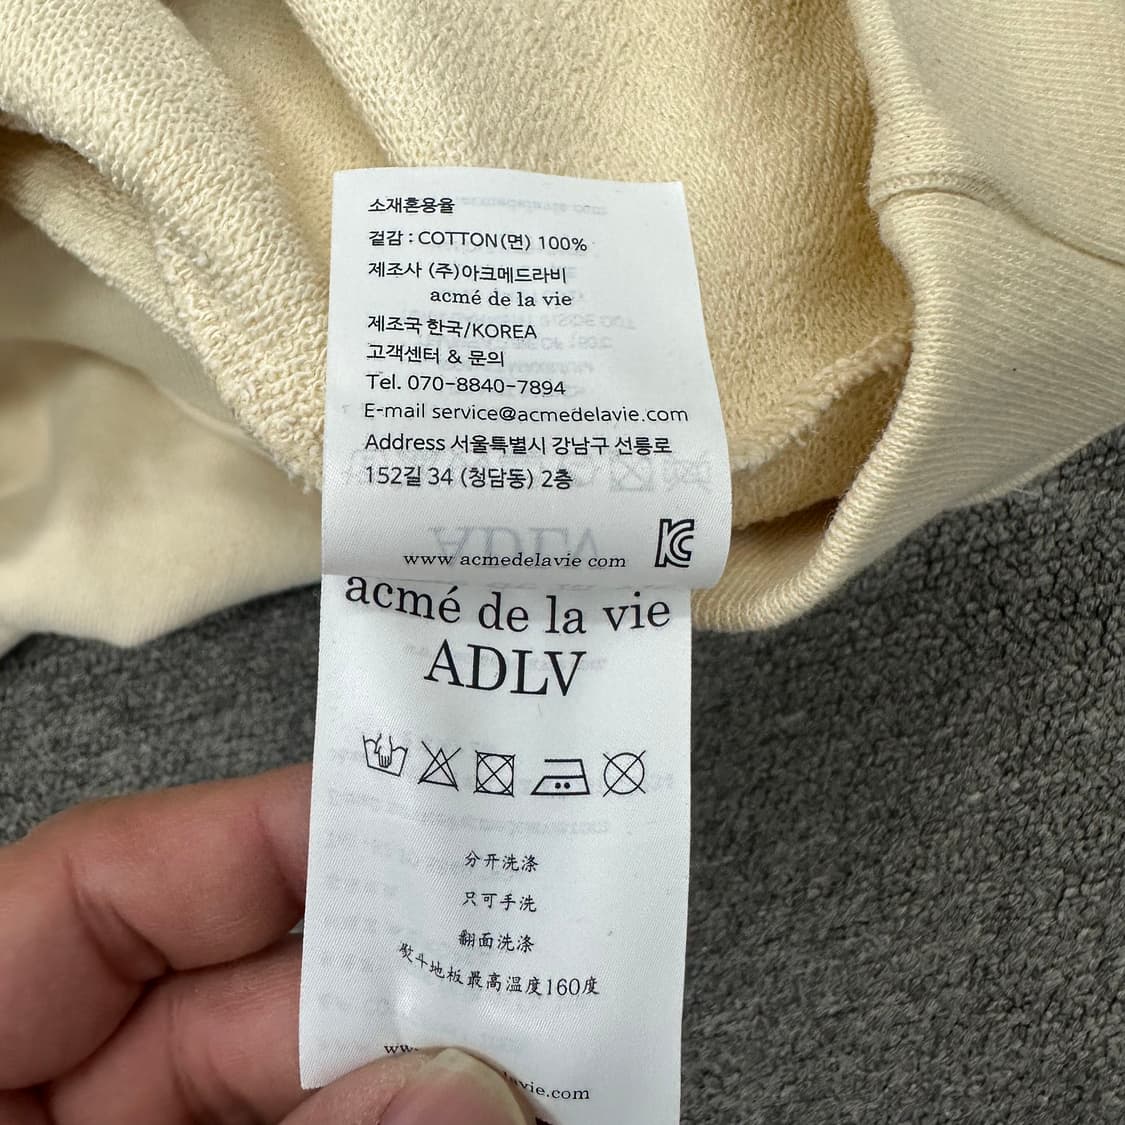 소재혼용율
겉감 : COTTON(면) 100%
제조사 (주)아크메드라비
acmé de la vie
제조국 한국/KOREA
고객센터 & 문의
Tel. 070-8840-7894
E-mail service@acmedelavie.com
Address 서울특별시 강남구 선릉로
152길 34 (청담동) 2층
www acmedelavie com
acmé de la vie
ADLV
分开洗涤
只可手洗
翻面洗涤
熨斗地板最高温度160度